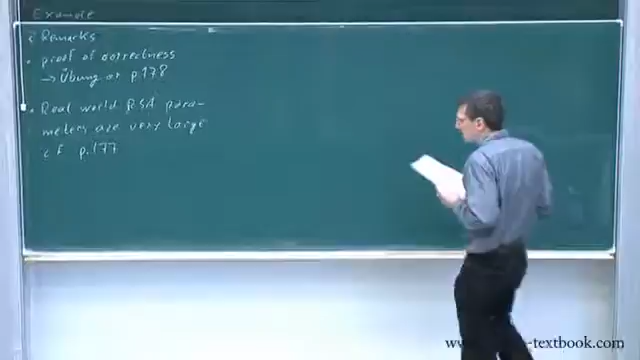 Example
Remarks
• proof of correctness
→ Übung or p.178
• Real world RSA para-
meters are very large
cf p.177
www. -textbook.com